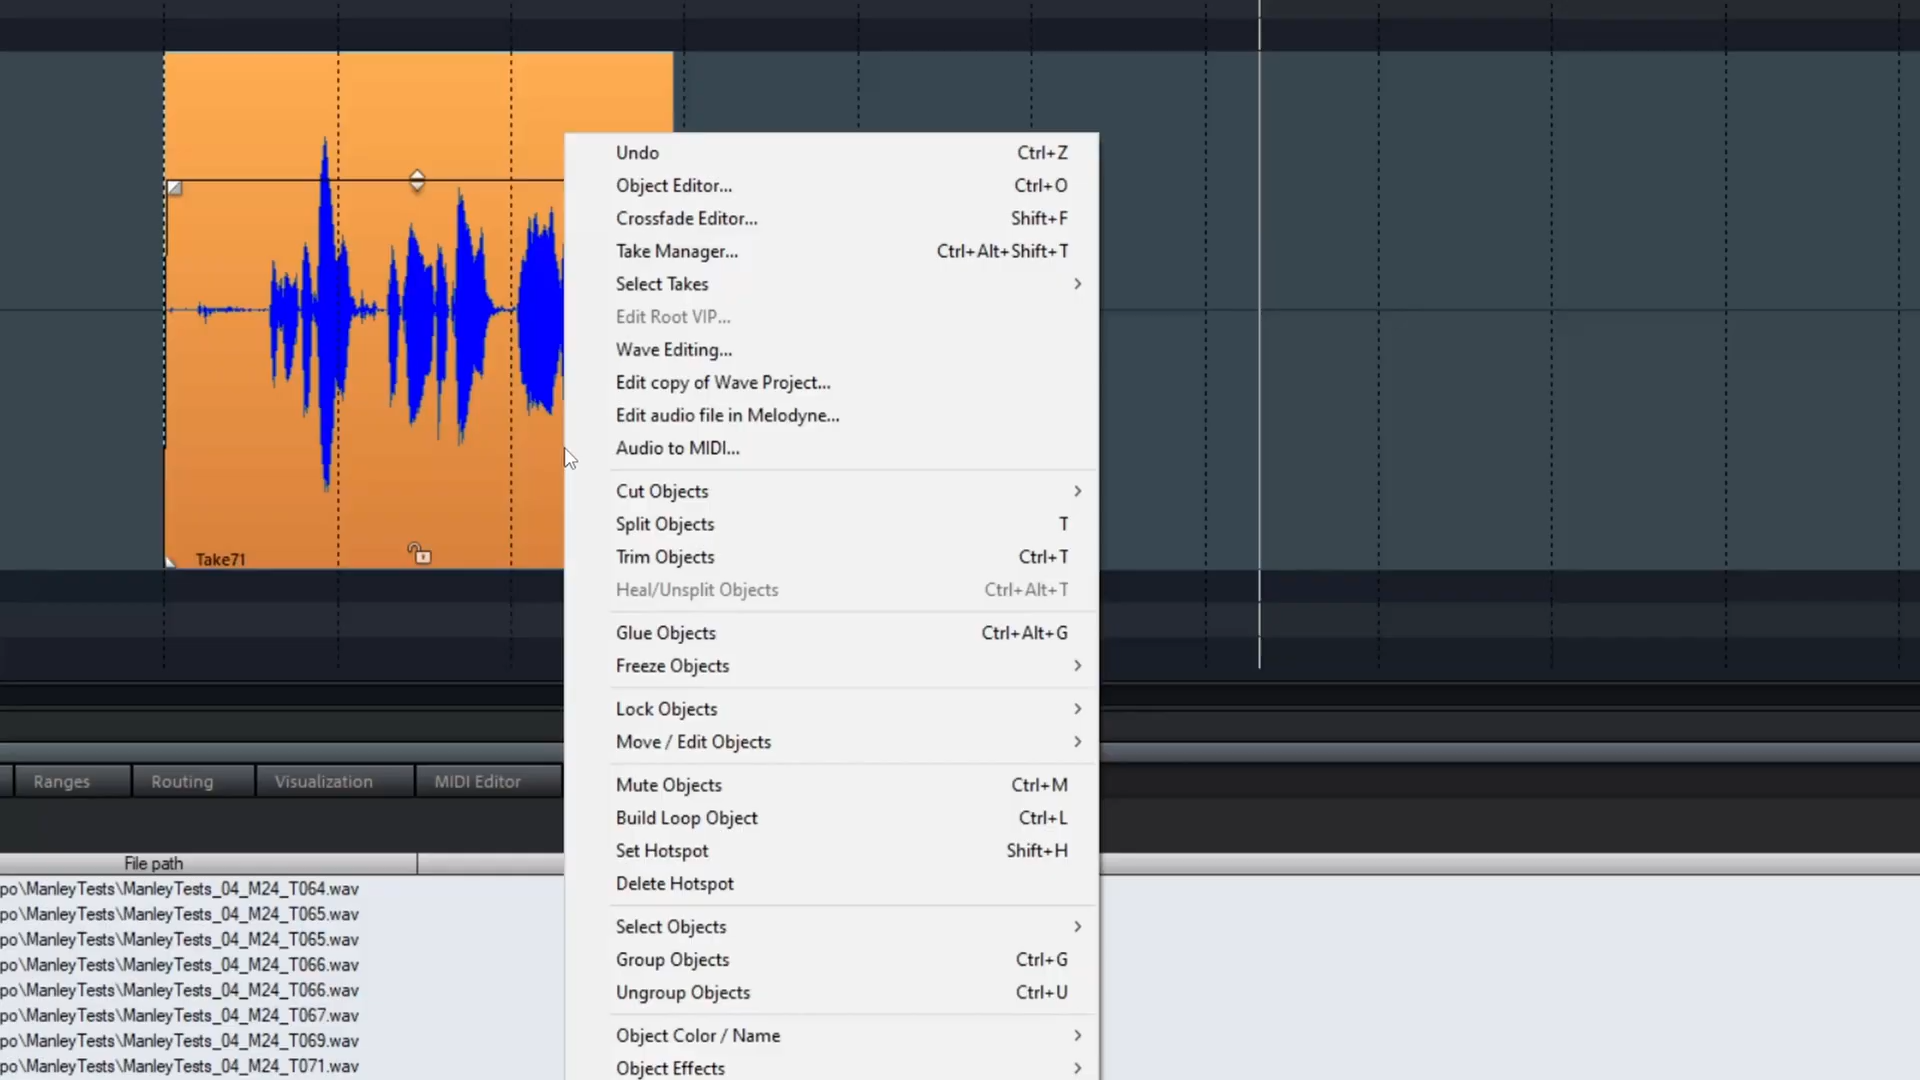 Undo Ctrl+Z
Object Editor... Ctrl+O
Crossfade Editor... Shift+F
Take Manager... Ctrl+Alt+Shift+T
Select Takes
Edit Root VIP...
Wave Editing...
Edit copy of Wave Project...
Edit audio file in Melodyne...
Audio to MIDI...
Cut Objects
Split Objects T
Trim Objects Ctrl+T
Heal/Unsplit Objects Ctrl+Alt+T
Glue Objects Ctrl+Alt+G
Freeze Objects
Lock Objects
Move / Edit Objects
Mute Objects Ctrl+M
Build Loop Object Ctrl+L
Set Hotspot Shift+H
Delete Hotspot
Select Objects
Group Objects Ctrl+G
Ungroup Objects Ctrl+U
Object Color / Name
Object Effects
Take71
Ranges Routing Visualization MIDI Editor
File path
po\ManleyTests\ManleyTests_04_M24_T064.wav
po\ManleyTests\ManleyTests_04_M24_T065.wav
po\ManleyTests\ManleyTests_04_M24_T065.wav
po\ManleyTests\ManleyTests_04_M24_T066.wav
po\ManleyTests\ManleyTests_04_M24_T066.wav
po\ManleyTests\ManleyTests_04_M24_T067.wav
po\ManleyTests\ManleyTests_04_M24_T069.wav
po\ManleyTests\ManleyTests_04_M24_T071.wav